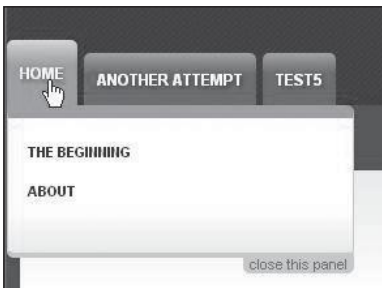 HOME ANOTHER ATTEMPT TEST5
THE BEGINNING
ABOUT
close this panel